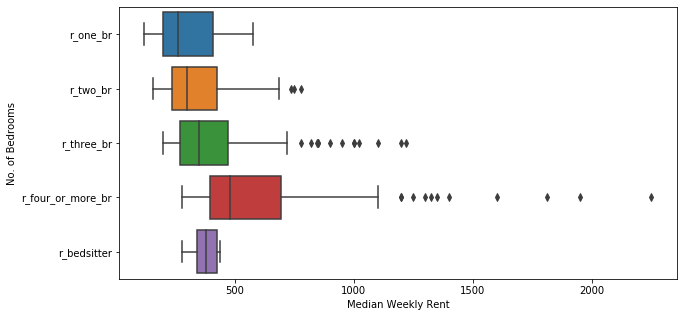 r_one_br
r_two_br
r_three_br
r_four_or_more_br
r_bedsitter
No. of Bedrooms
500
1000
1500
2000
Median Weekly Rent